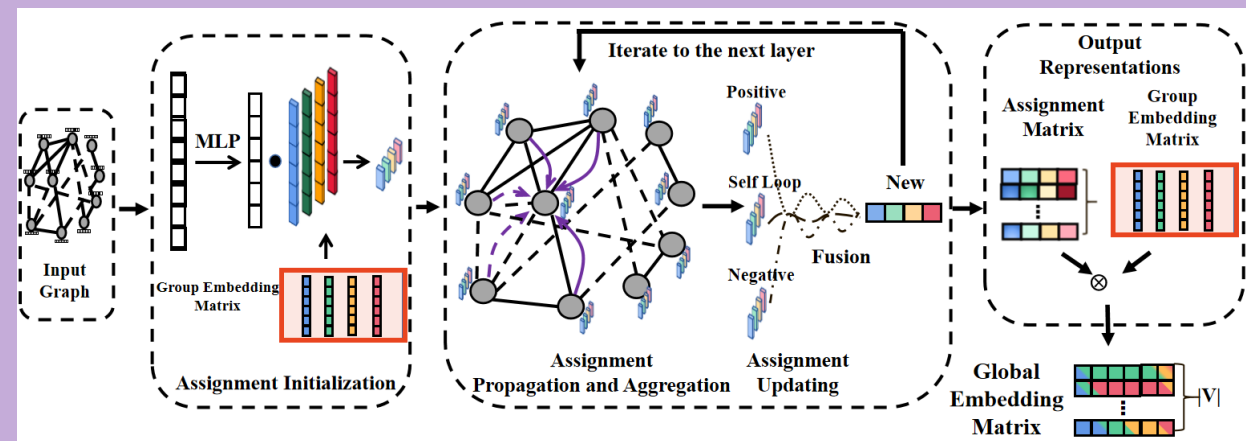 Input
Graph
MLP
Group Embedding
Matrix
Assignment Initialization
Iterate to the next layer
Positive
Self Loop
Negative
New
Fusion
Assignment
Propagation and Aggregation
Assignment
Updating
Output
Representations
Assignment
Matrix
Group
Embedding
Matrix
Global
Embedding
Matrix
|V|